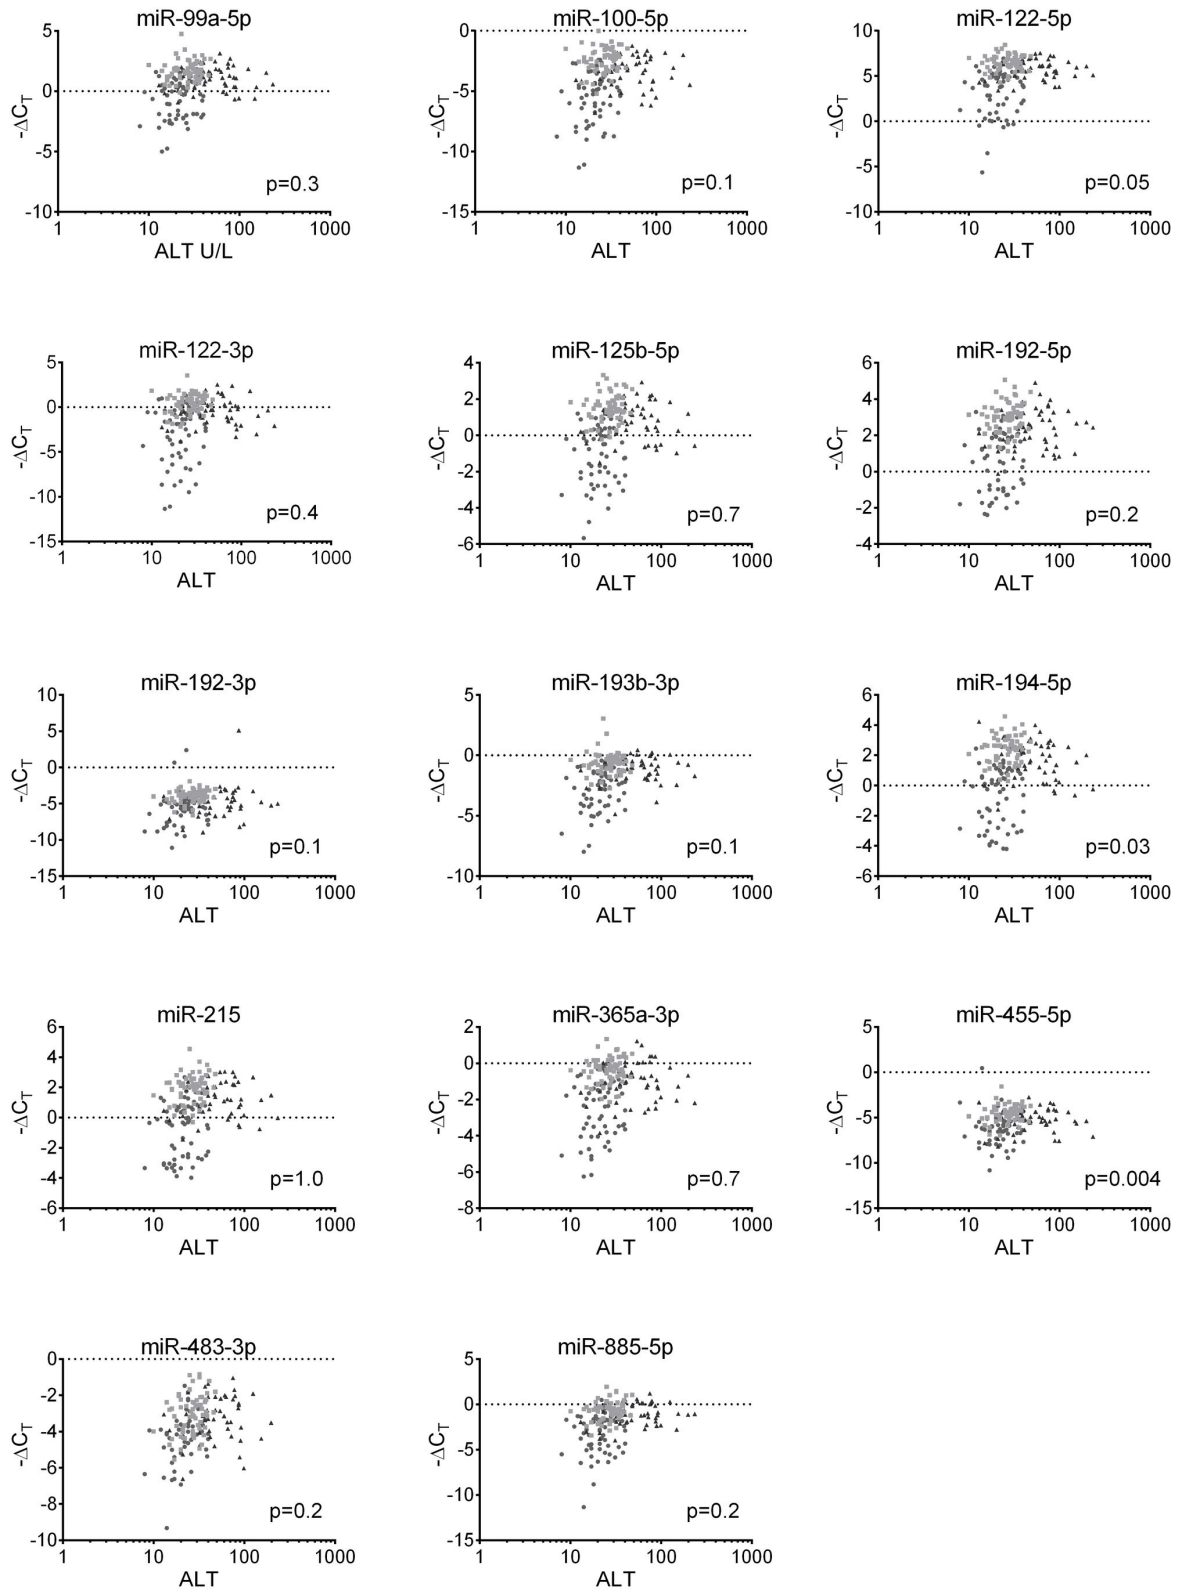 miR-99a-5p
5
0
-5
-10
-ΔCT
p=0.3
1 10 100 1000
ALT U/L
miR-100-5p
0
-5
-10
-15
-ΔCT
p=0.1
1 10 100 1000
ALT
miR-122-5p
10
5
0
-5
-10
-ΔCT
p=0.05
1 10 100 1000
ALT
miR-122-3p
5
0
-5
-10
-15
-ΔCT
p=0.4
1 10 100 1000
ALT
miR-125b-5p
4
2
0
-2
-4
-6
-ΔCT
p=0.7
1 10 100 1000
ALT
miR-192-5p
6
4
2
0
-2
-4
-ΔCT
p=0.2
1 10 100 1000
ALT
miR-192-3p
10
5
0
-5
-10
-15
-ΔCT
p=0.1
1 10 100 1000
ALT
miR-193b-3p
5
0
-5
-10
-ΔCT
p=0.1
1 10 100 1000
ALT
miR-194-5p
6
4
2
0
-2
-4
-6
-ΔCT
p=0.03
1 10 100 1000
ALT
miR-215
6
4
2
0
-2
-4
-6
-ΔCT
p=1.0
1 10 100 1000
ALT
miR-365a-3p
2
0
-2
-4
-6
-8
-ΔCT
p=0.7
1 10 100 1000
ALT
miR-455-5p
5
0
-5
-10
-15
-ΔCT
p=0.004
1 10 100 1000
ALT
miR-483-3p
0
-2
-4
-6
-8
-10
-ΔCT
p=0.2
1 10 100 1000
ALT
miR-885-5p
5
0
-5
-10
-15
-ΔCT
p=0.2
1 10 100 1000
ALT